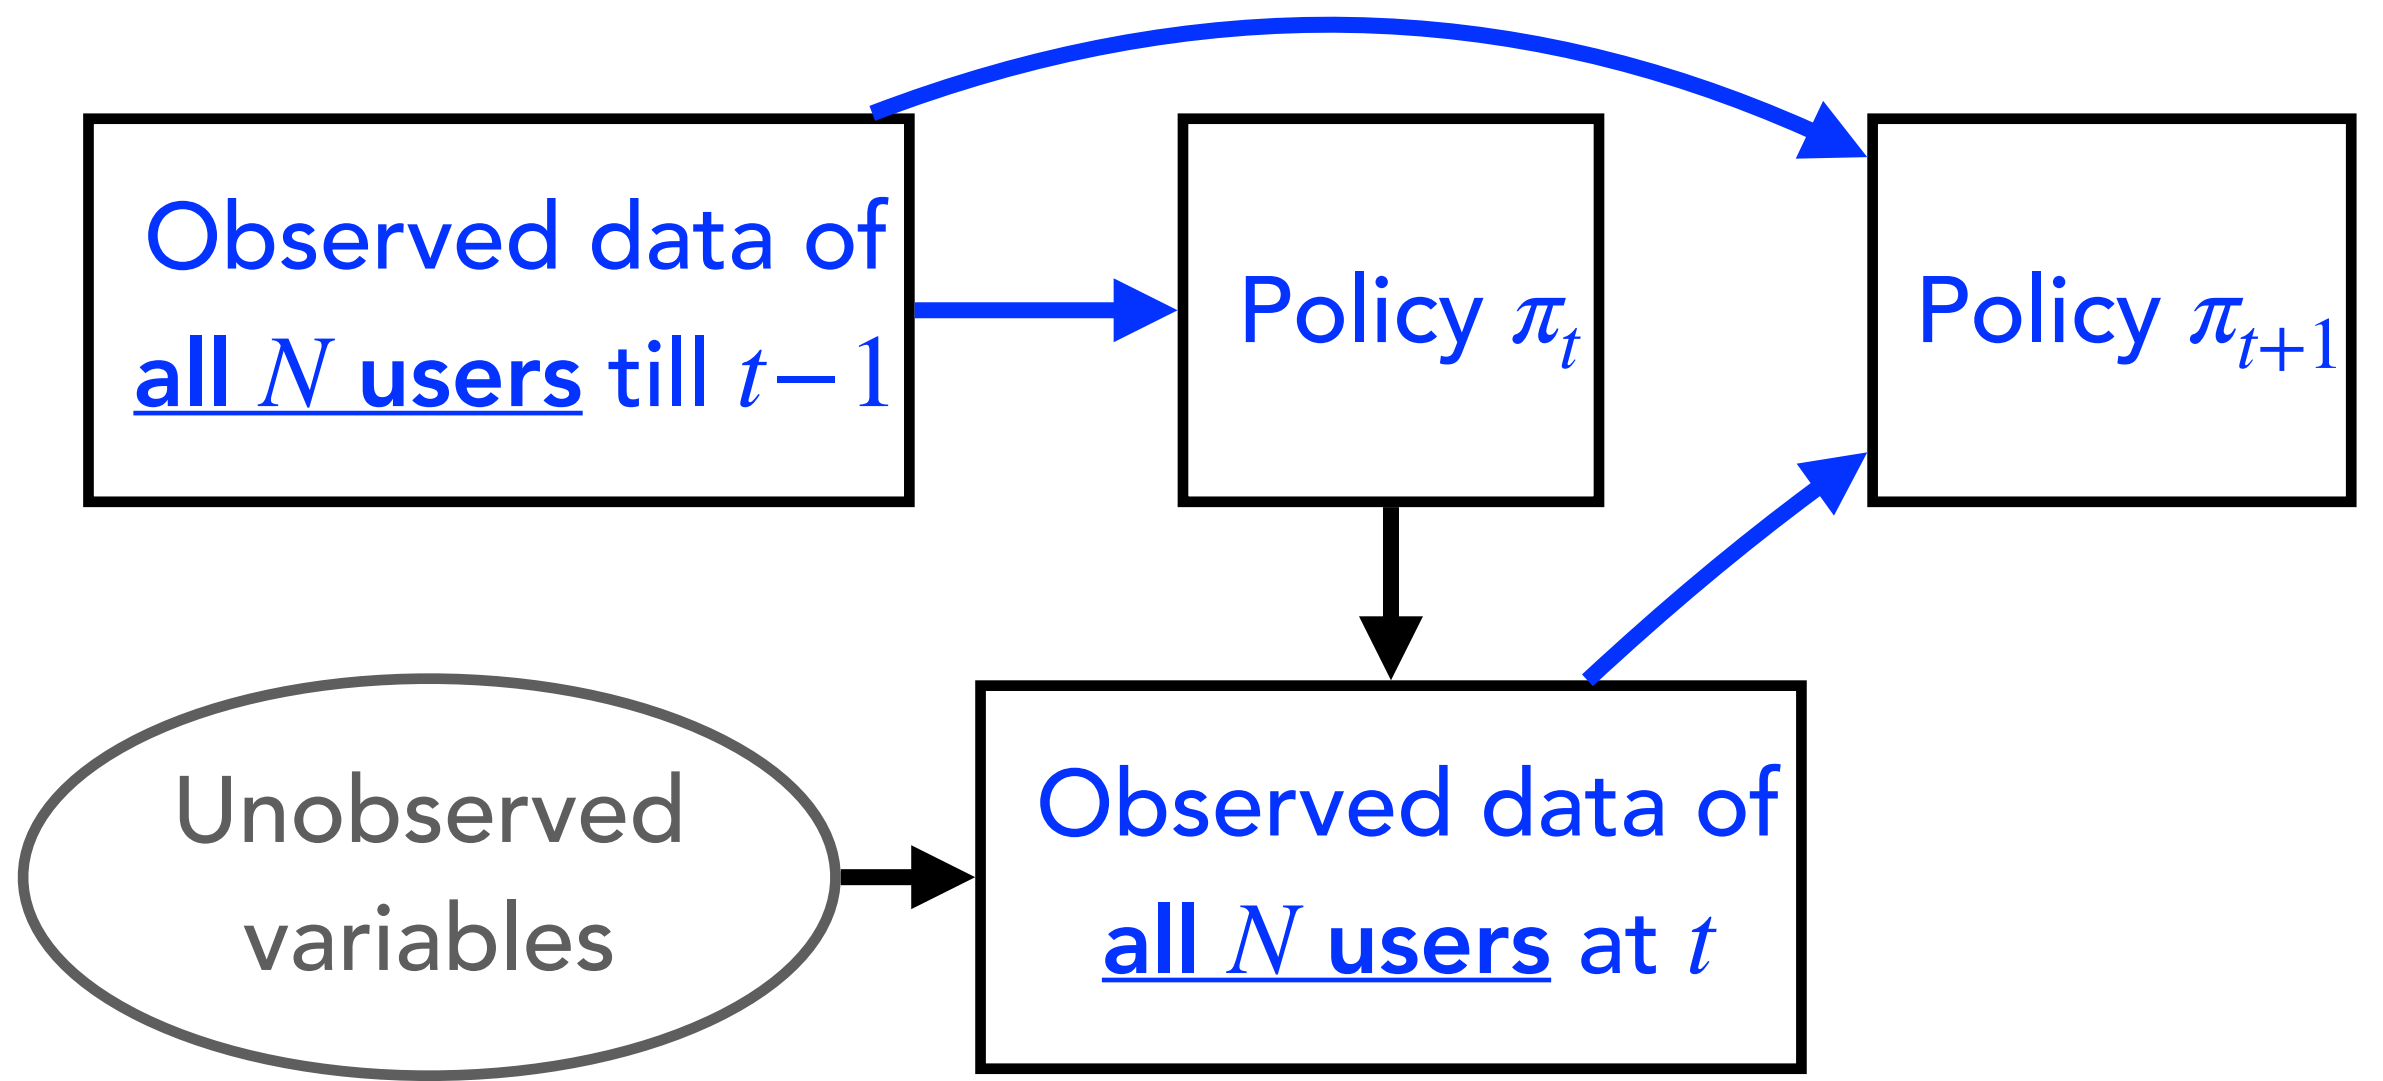 Observed data of
all N users till t−1
Policy πt
Policy πt+1
Unobserved
variables
Observed data of
all N users at t